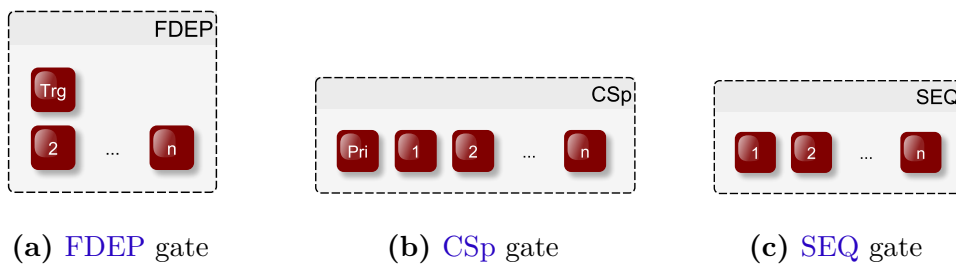 FDEP
Trg
2 ... n
CSp
Pri 1 2 ... n
SEQ
1 2 ... n
(a) FDEP gate
(b) CSp gate
(c) SEQ gate